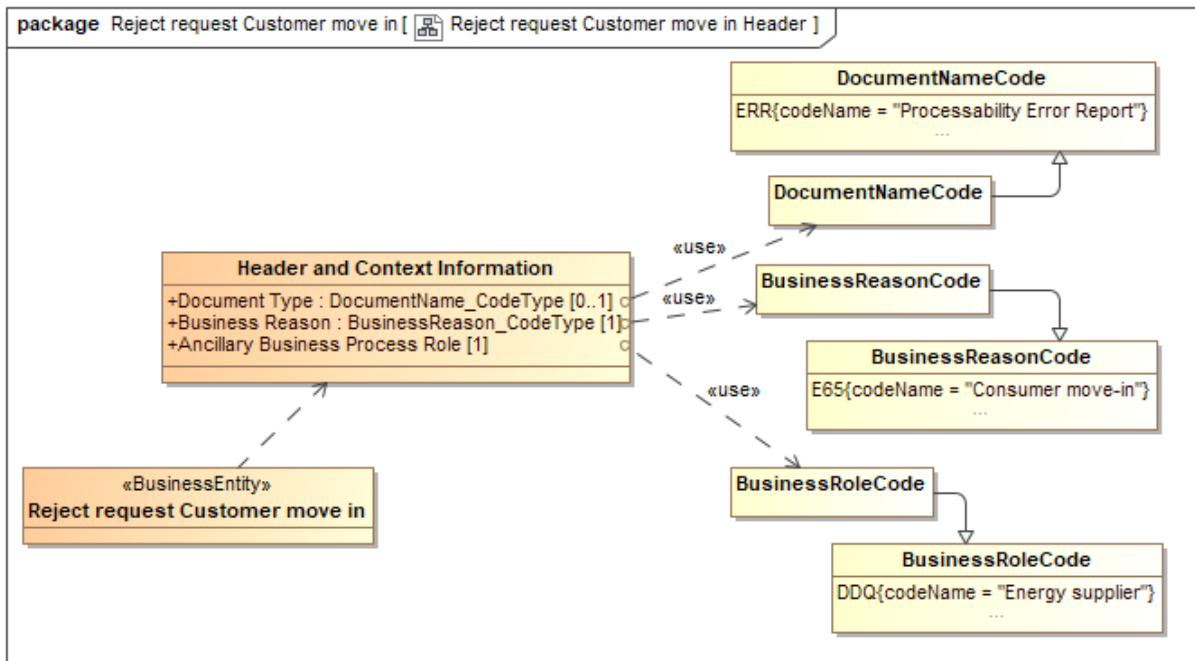 package Reject request Customer move in [ Reject request Customer move in Header ]
DocumentNameCode
ERR{codeName = "Processability Error Report"}
...
DocumentNameCode
«use»
Header and Context Information
+Document Type : DocumentName_CodeType [0..1]
+Business Reason : BusinessReason_CodeType [1]
+Ancillary Business Process Role [1]
«use»
BusinessReasonCode
BusinessReasonCode
E65{codeName = "Consumer move-in"}
...
«use»
«BusinessEntity»
Reject request Customer move in
BusinessRoleCode
BusinessRoleCode
DDQ{codeName = "Energy supplier"}
...